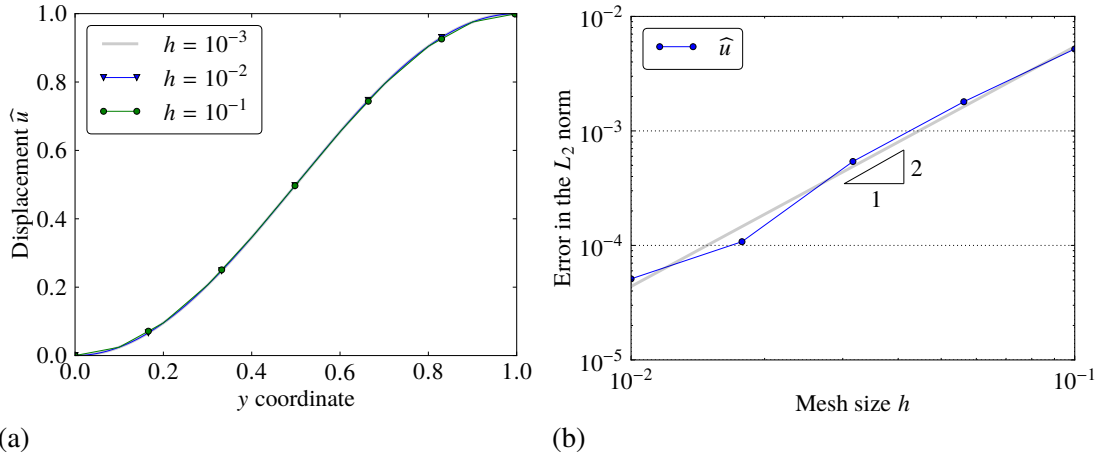 1.0
0.8
0.6
0.4
0.2
0.0
Displacement û
h = 10⁻³
h = 10⁻²
h = 10⁻¹
0.0 0.2 0.4 0.6 0.8 1.0
y coordinate
(a)
10⁻²
10⁻³
10⁻⁴
10⁻⁵
Error in the L₂ norm
û
2
1
10⁻² 10⁻¹
Mesh size h
(b)